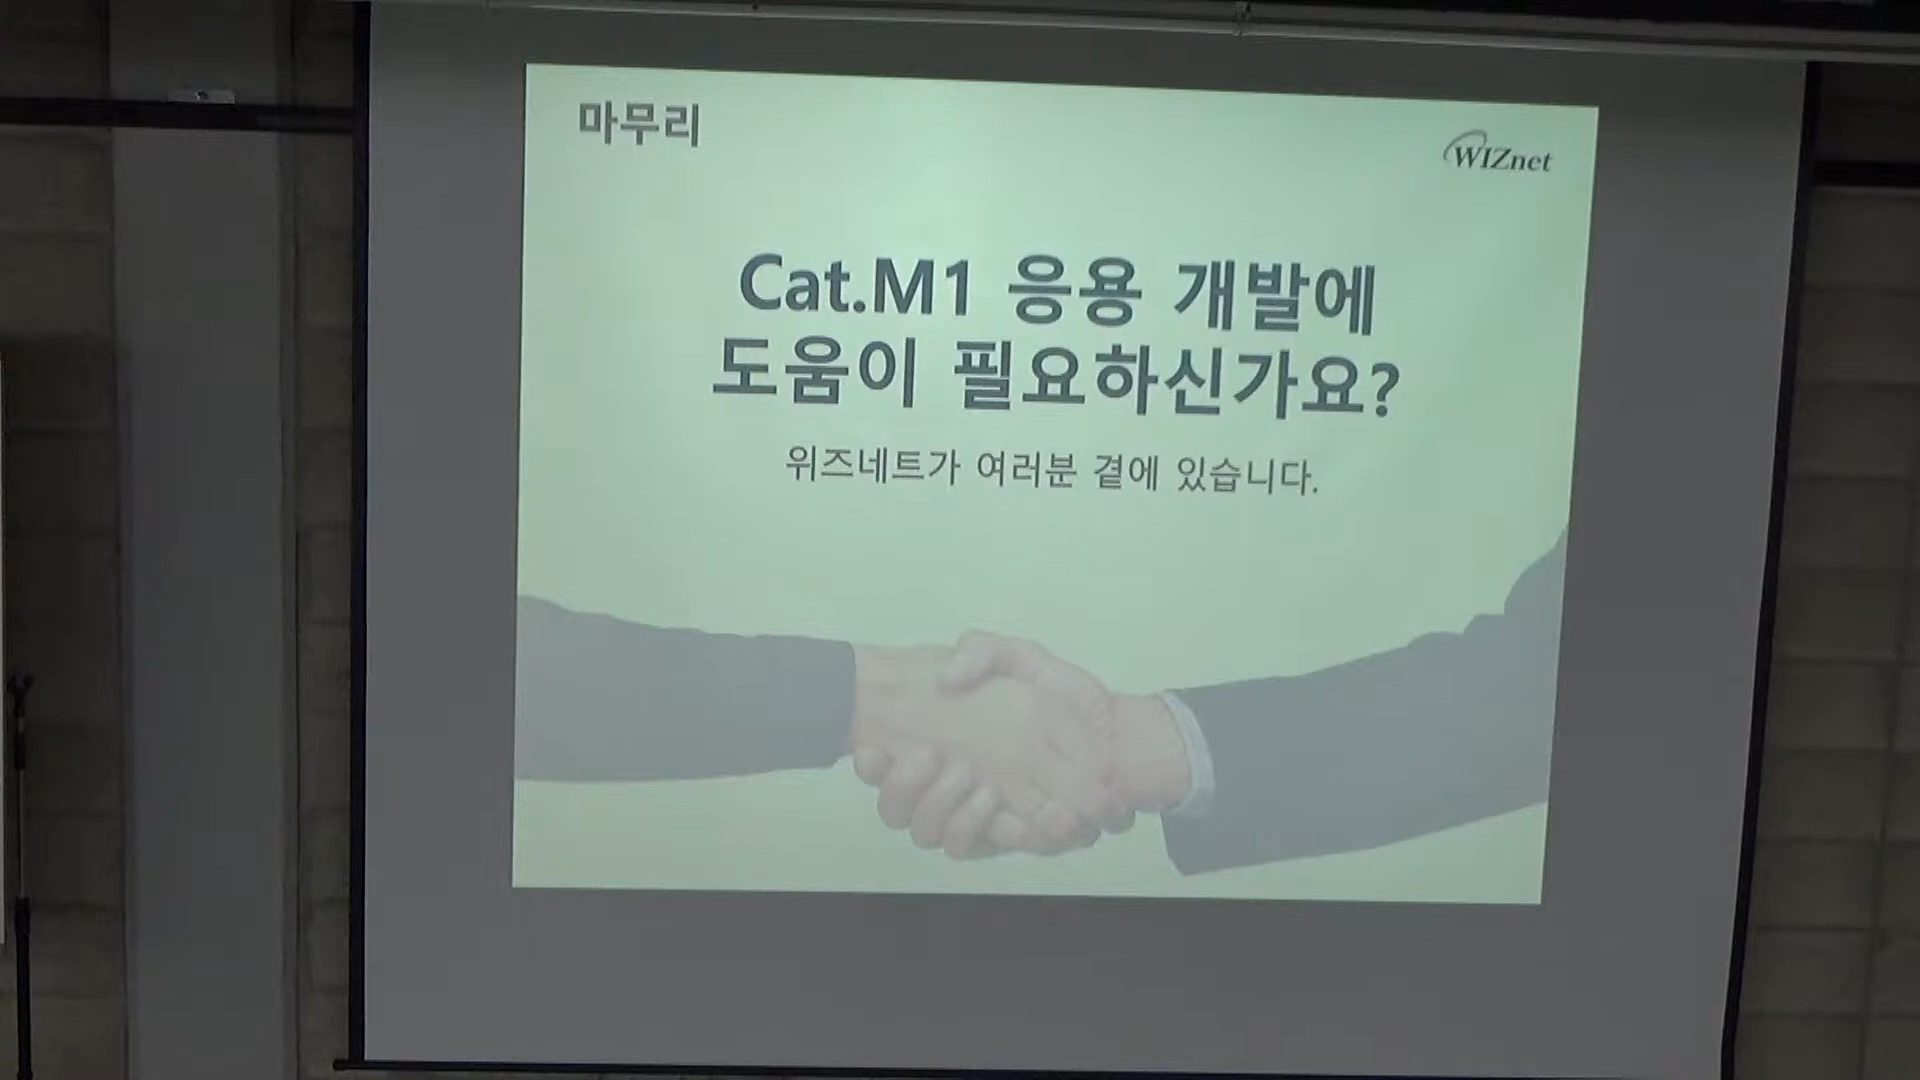 마무리
WIZnet
Cat.M1 응용 개발에
도움이 필요하신가요?
위즈네트가 여러분 곁에 있습니다.